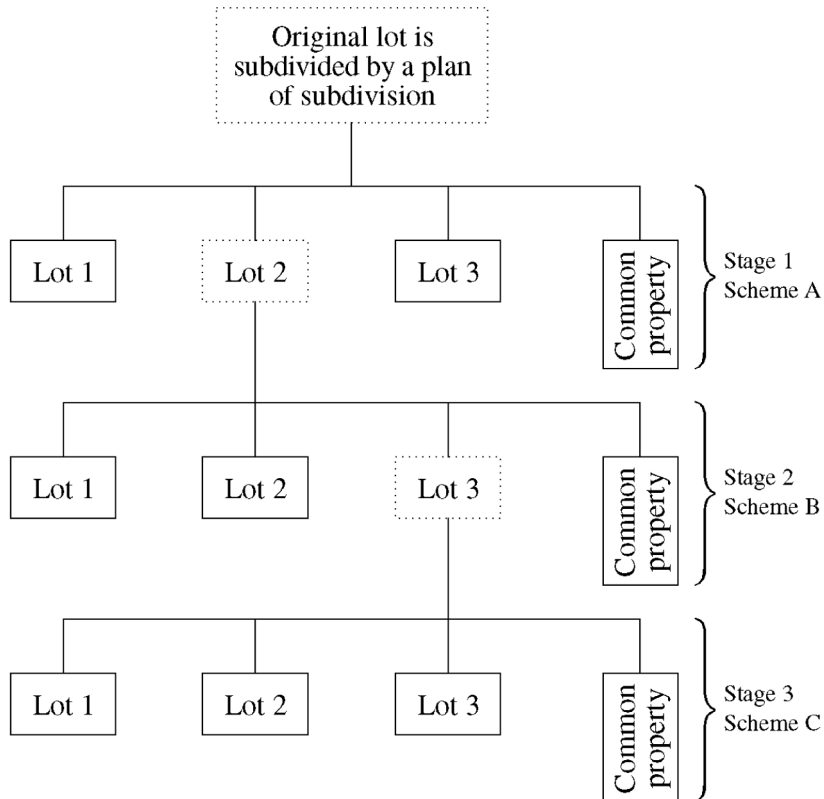 Original lot is
subdivided by a plan
of subdivision
Lot 1
Lot 2
Lot 3
Common
property
Stage 1
Scheme A
Lot 1
Lot 2
Lot 3
Common
property
Stage 2
Scheme B
Lot 1
Lot 2
Lot 3
Common
property
Stage 3
Scheme C